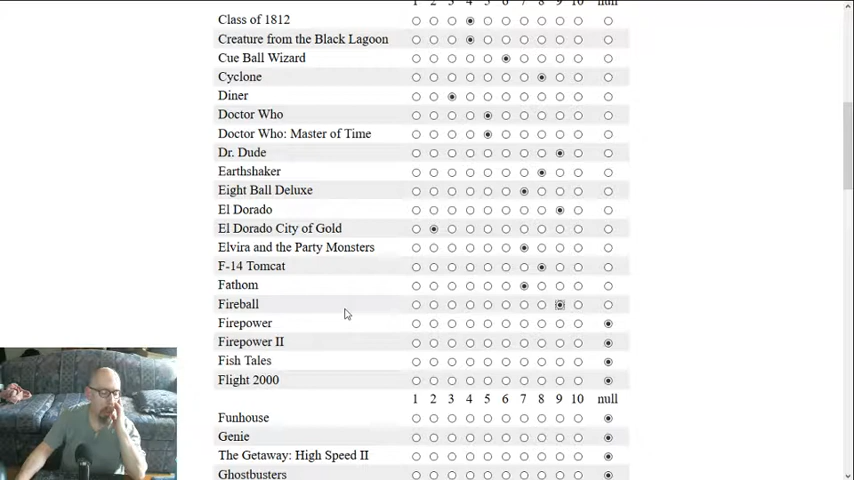 1 2 3 4 5 6 7 8 9 10 null
Class of 1812
Creature from the Black Lagoon
Cue Ball Wizard
Cyclone
Diner
Doctor Who
Doctor Who: Master of Time
Dr. Dude
Earthshaker
Eight Ball Deluxe
El Dorado
El Dorado City of Gold
Elvira and the Party Monsters
F-14 Tomcat
Fathom
Fireball
Firepower
Firepower II
Fish Tales
Flight 2000
1 2 3 4 5 6 7 8 9 10 null
Funhouse
Genie
The Getaway: High Speed II
Ghostbusters